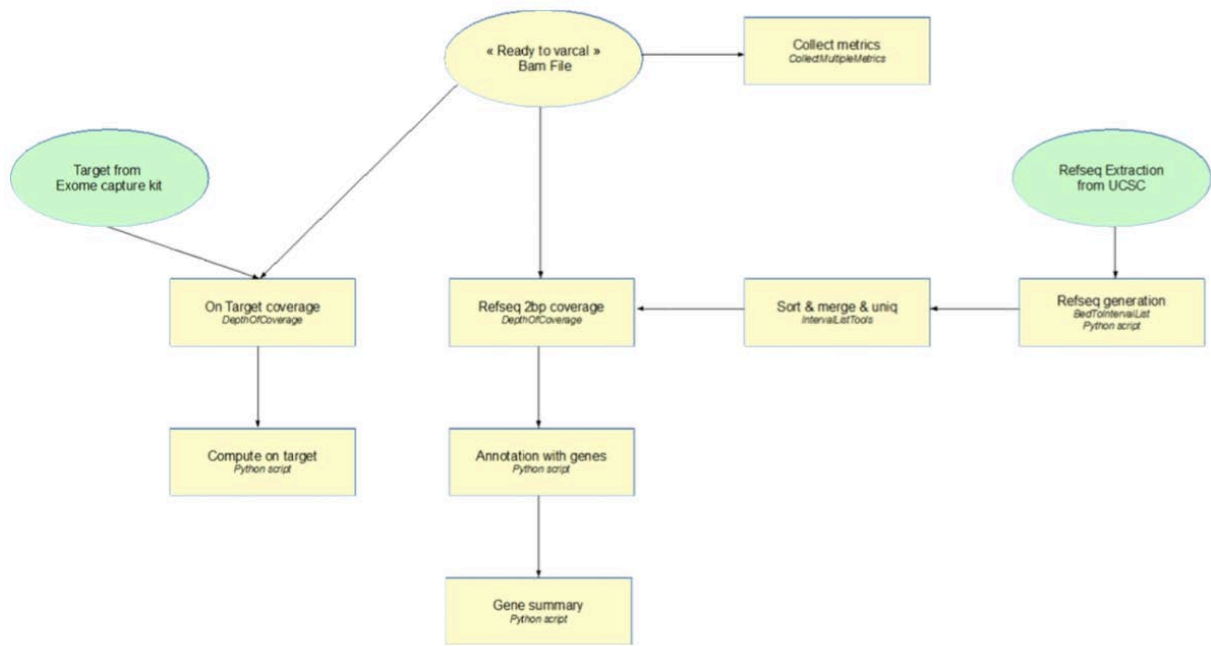 « Ready to varcal »
Bam File
Collect metrics
CollectMultipleMetrics
Target from
Exome capture kit
Refseq Extraction
from UCSC
On Target coverage
DepthOfCoverage
Refseq 2bp coverage
DepthOfCoverage
Sort & merge & uniq
IntervalListTools
Refseq generation
BedToIntervalList
Python script
Compute on target
Python script
Annotation with genes
Python script
Gene summary
Python script